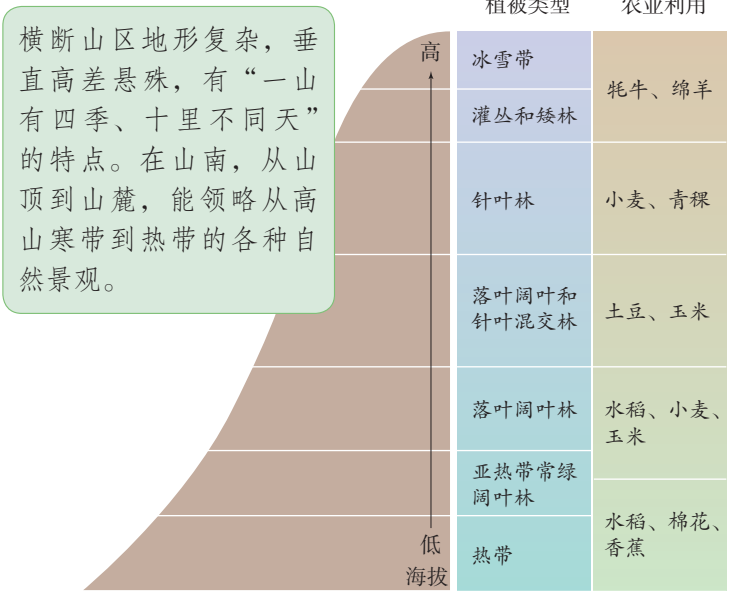 植被类型 农业利用
横断山区地形复杂，垂
直高差悬殊，有“一山
有四季、十里不同天”
的特点。在山南，从山
顶到山麓，能领略从高
山寒带到热带的各种自
然景观。
高
冰雪带
牦牛、绵羊
灌丛和矮林
针叶林
小麦、青稞
落叶阔叶和
针叶混交林
土豆、玉米
落叶阔叶林
水稻、小麦、
玉米
亚热带常绿
阔叶林
水稻、棉花、
香蕉
热带
低
海拔